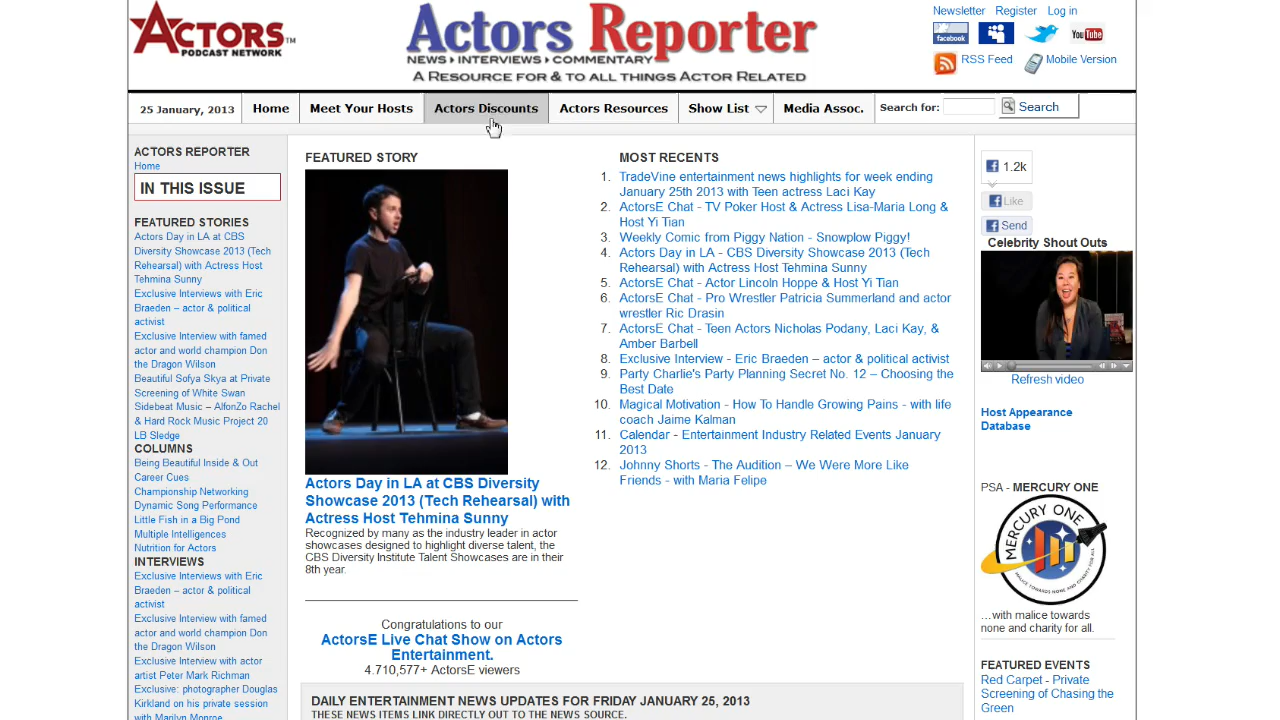 ACTORS TM
PODCAST NETWORK
Actors Reporter
NEWS INTERVIEWS COMMENTARY
A RESOURCE FOR & TO ALL THINGS ACTOR RELATED
Newsletter Register Log in
facebook
You Tube
RSS Feed Mobile Version
25 January, 2013 Home Meet Your Hosts Actors Discounts Actors Resources Show List Media Assoc. Search for: Search
ACTORS REPORTER
Home
IN THIS ISSUE
FEATURED STORIES
Actors Day in LA at CBS
Diversity Showcase 2013 (Tech
Rehearsal) with Actress Host
Tehmina Sunny
Exclusive Interviews with Eric
Braeden – actor & political
activist
Exclusive Interview with famed
actor and world champion Don
the Dragon Wilson
Beautiful Sofya Skya at Private
Screening of White Swan
Sidebeat Music – AlfonZo Rachel
& Hard Rock Music Project 20
LB Sledge
COLUMNS
Being Beautiful Inside & Out
Career Cues
Championship Networking
Dynamic Song Performance
Little Fish in a Big Pond
Multiple Intelligences
Nutrition for Actors
INTERVIEWS
Exclusive Interviews with Eric
Braeden – actor & political
activist
Exclusive Interview with famed
actor and world champion Don
the Dragon Wilson
Exclusive Interview with actor
artist Peter Mark Richman
Exclusive: photographer Douglas
Kirkland on his private session
with Marilyn Monroe
FEATURED STORY
Actors Day in LA at CBS Diversity
Showcase 2013 (Tech Rehearsal) with
Actress Host Tehmina Sunny
Recognized by many as the industry leader in actor
showcases designed to highlight diverse talent, the
CBS Diversity Institute Talent Showcases are in their
8th year.
Congratulations to our
ActorsE Live Chat Show on Actors
Entertainment.
4.710,577+ ActorsE viewers
MOST RECENTS
1. TradeVine entertainment news highlights for week ending
January 25th 2013 with Teen actress Laci Kay
2. ActorsE Chat - TV Poker Host & Actress Lisa-Maria Long &
Host Yi Tian
3. Weekly Comic from Piggy Nation - Snowplow Piggy!
4. Actors Day in LA - CBS Diversity Showcase 2013 (Tech
Rehearsal) with Actress Host Tehmina Sunny
5. ActorsE Chat - Actor Lincoln Hoppe & Host Yi Tian
6. ActorsE Chat - Pro Wrestler Patricia Summerland and actor
wrestler Ric Drasin
7. ActorsE Chat - Teen Actors Nicholas Podany, Laci Kay, &
Amber Barbell
8. Exclusive Interview - Eric Braeden – actor & political activist
9. Party Charlie's Party Planning Secret No. 12 – Choosing the
Best Date
10. Magical Motivation - How To Handle Growing Pains - with life
coach Jaime Kalman
11. Calendar - Entertainment Industry Related Events January
2013
12. Johnny Shorts - The Audition – We Were More Like
Friends - with Maria Felipe
DAILY ENTERTAINMENT NEWS UPDATES FOR FRIDAY JANUARY 25, 2013
THESE NEWS ITEMS LINK DIRECTLY OUT TO THE NEWS SOURCE.
1.2k
Like
Send
Celebrity Shout Outs
Refresh video
Host Appearance
Database
PSA - MERCURY ONE
MERCURY ONE
MALICE TOWARDS NONE AND CHARITY FOR ALL
…with malice towards
none and charity for all.
FEATURED EVENTS
Red Carpet - Private
Screening of Chasing the
Green